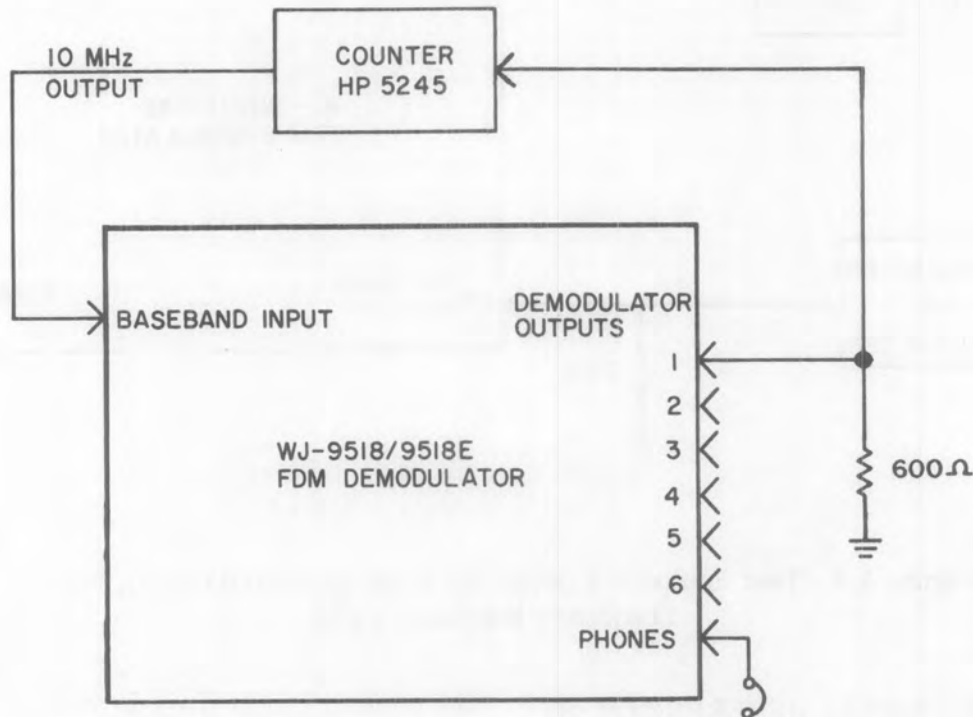 10 MHz
OUTPUT
COUNTER
HP 5245
BASEBAND INPUT
DEMODULATOR
OUTPUTS
1
2
3
4
5
6
WJ-9518/9518E
FDM DEMODULATOR
600Ω
PHONES